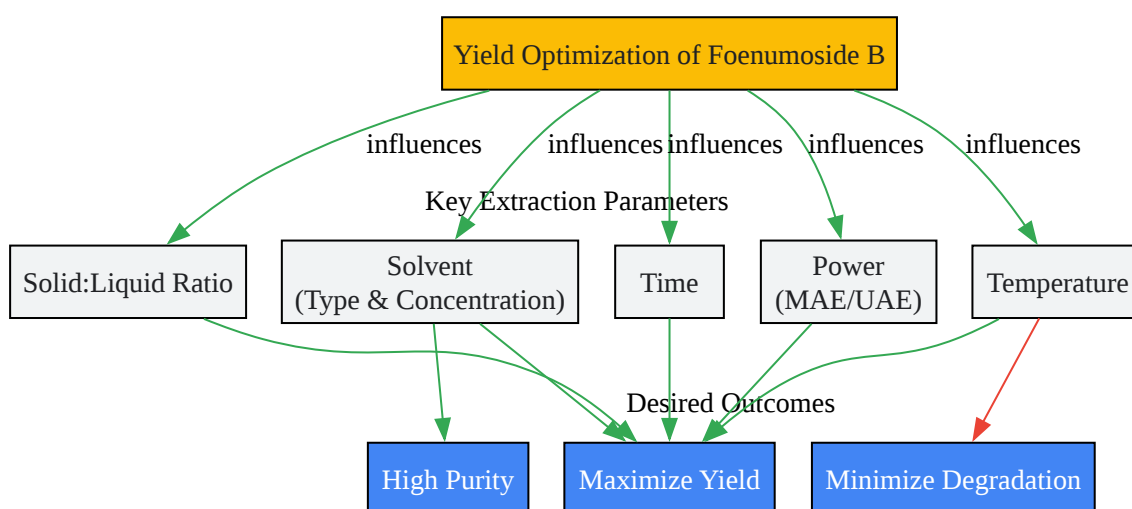 Yield Optimization of Foenumoside B
influences
influences
influences
influences
influences
Key Extraction Parameters
Solid:Liquid Ratio
Solvent
(Type & Concentration)
Time
Power
(MAE/UAE)
Temperature
Desired Outcomes
High Purity
Maximize Yield
Minimize Degradation